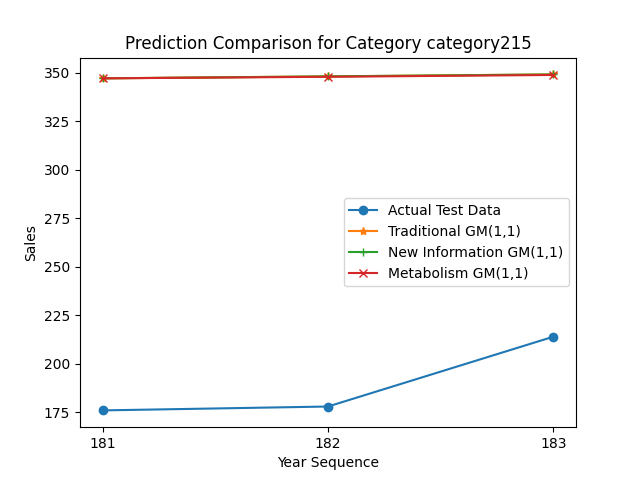 Prediction Comparison for Category category215
350
325
300
275
250
225
200
175
Sales
Actual Test Data
Traditional GM(1,1)
New Information GM(1,1)
Metabolism GM(1,1)
181
182
183
Year Sequence